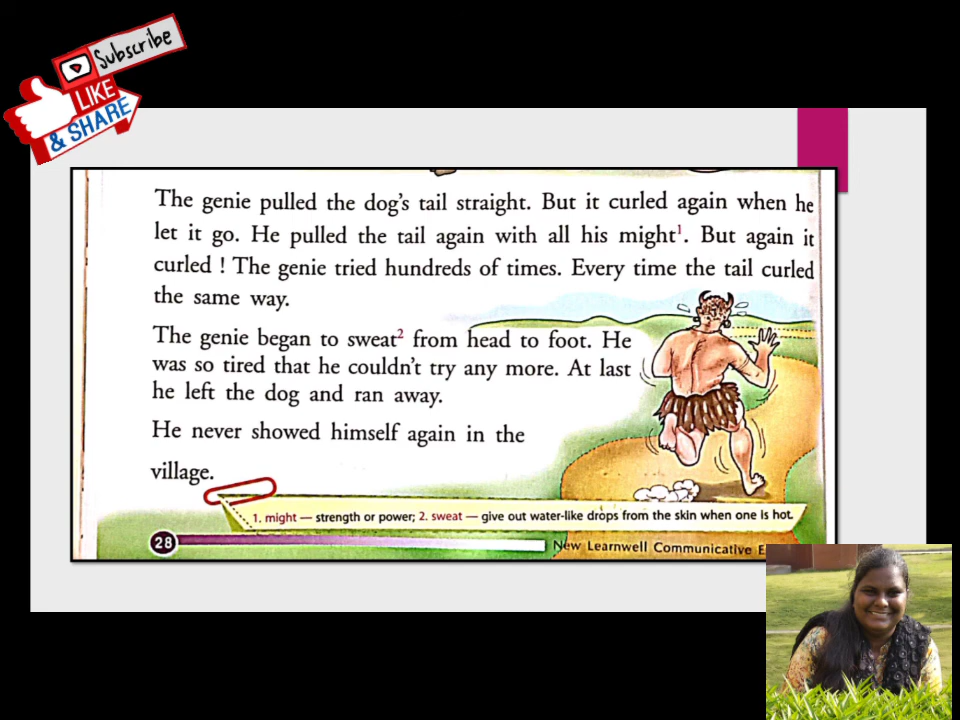 Subscribe
LIKE
& SHARE
The genie pulled the dog's tail straight. But it curled again when he
let it go. He pulled the tail again with all his might¹. But again it
curled ! The genie tried hundreds of times. Every time the tail curled
the same way.
The genie began to sweat² from head to foot. He
was so tired that he couldn't try any more. At last
he left the dog and ran away.
He never showed himself again in the
village.
1. might — strength or power; 2. sweat — give out water-like drops from the skin when one is hot.
28
New Learnwell Communicative E